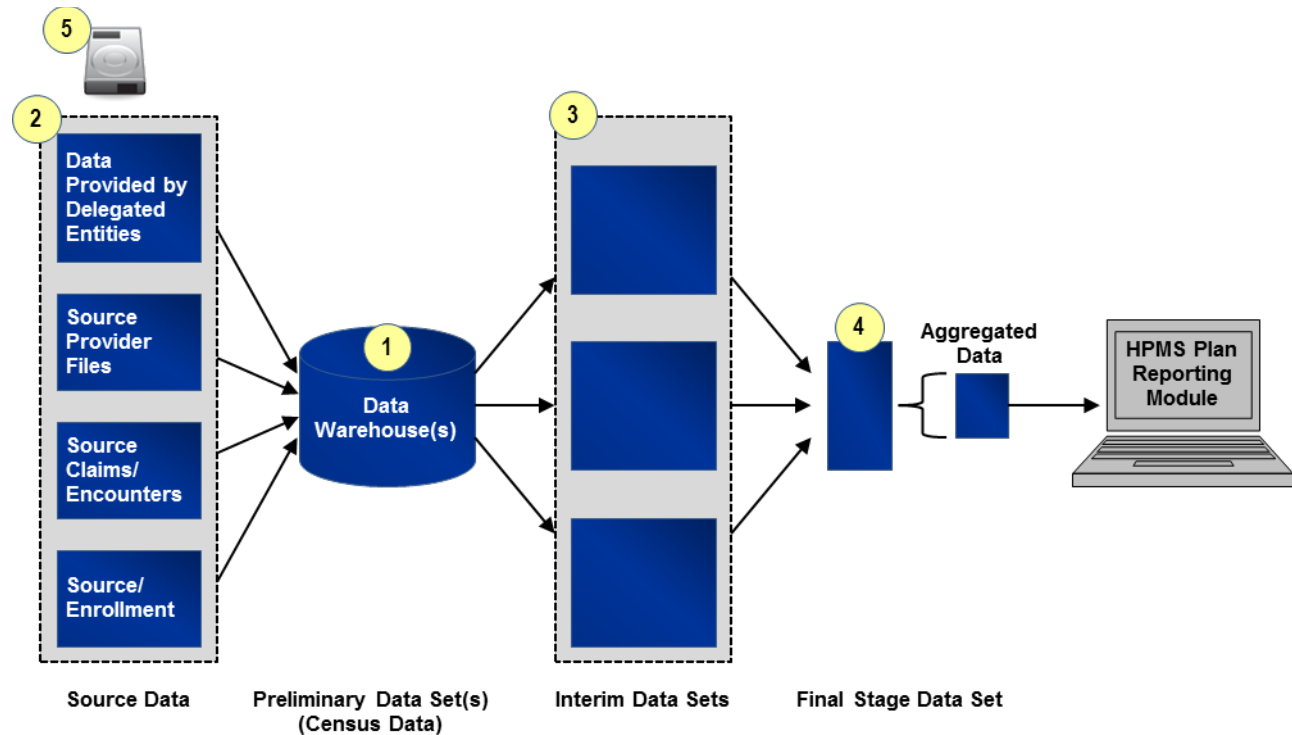 5
2
Data
Provided by
Delegated
Entities
Source
Provider
Files
Source
Claims/
Encounters
Source/
Enrollment
1
Data
Warehouse(s)
3
4
Aggregated
Data
HPMS Plan
Reporting
Module
Source Data
Preliminary Data Set(s)
(Census Data)
Interim Data Sets
Final Stage Data Set